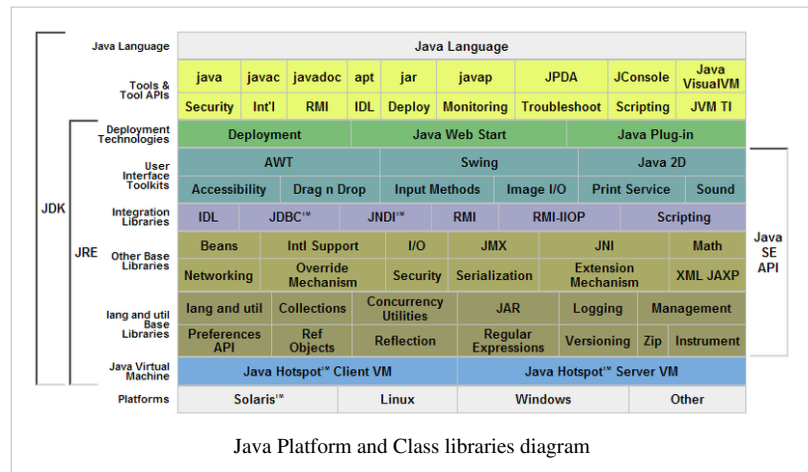 Java Language Java Language
Tools & Tool APIs
java javac javadoc apt jar javap JPDA JConsole Java VisualVM
Security Int'l RMI IDL Deploy Monitoring Troubleshoot Scripting JVM TI
Deployment Technologies Deployment Java Web Start Java Plug-in
User Interface Toolkits
AWT Swing Java 2D
Accessibility Drag n Drop Input Methods Image I/O Print Service Sound
Integration Libraries IDL JDBC™ JNDI™ RMI RMI-IIOP Scripting
Other Base Libraries
Beans Intl Support I/O JMX JNI Math
Networking Override Mechanism Security Serialization Extension Mechanism XML JAXP
lang and util Base Libraries
lang and util Collections Concurrency Utilities JAR Logging Management
Preferences API Ref Objects Reflection Regular Expressions Versioning Zip Instrument
Java Virtual Machine Java Hotspot™ Client VM Java Hotspot™ Server VM
Platforms Solaris™ Linux Windows Other
JDK
JRE
Java SE API
Java Platform and Class libraries diagram